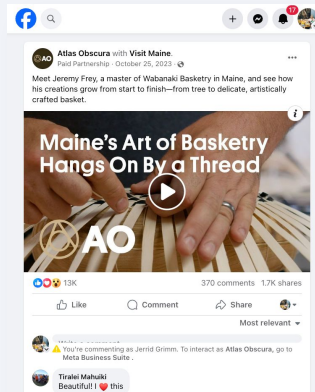 17
Atlas Obscura with Visit Maine.
Paid Partnership · October 25, 2023 ·
Meet Jeremy Frey, a master of Wabanaki Basketry in Maine, and see how
his creations grow from start to finish—from tree to delicate, artistically
crafted basket.
Maine's Art of Basketry
Hangs On By a Thread
AO
AO
i
13K
370 comments 1.7K shares
Like
Comment
Share
Most relevant
Write a comment
You're commenting as Jerrid Grimm. To interact as Atlas Obscura, go to
Meta Business Suite .
Tiralei Mahuiki
Beautiful! I ❤️ this